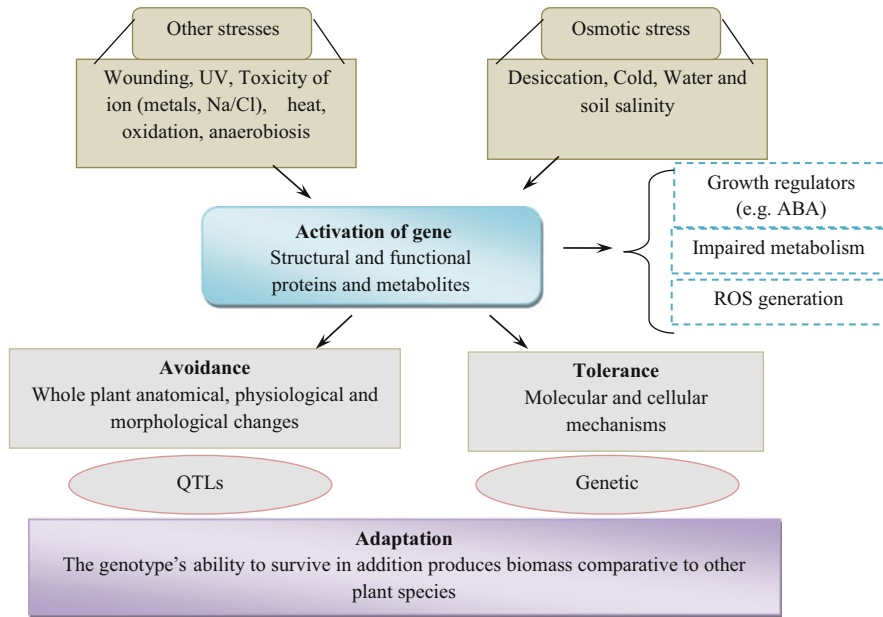 Other stresses
Wounding, UV, Toxicity of
ion (metals, Na/Cl), heat,
oxidation, anaerobiosis
Osmotic stress
Desiccation, Cold, Water and
soil salinity
Activation of gene
Structural and functional
proteins and metabolites
Growth regulators
(e.g. ABA)
Impaired metabolism
ROS generation
Avoidance
Whole plant anatomical, physiological and
morphological changes
Tolerance
Molecular and cellular
mechanisms
QTLs
Genetic
Adaptation
The genotype's ability to survive in addition produces biomass comparative to other
plant species